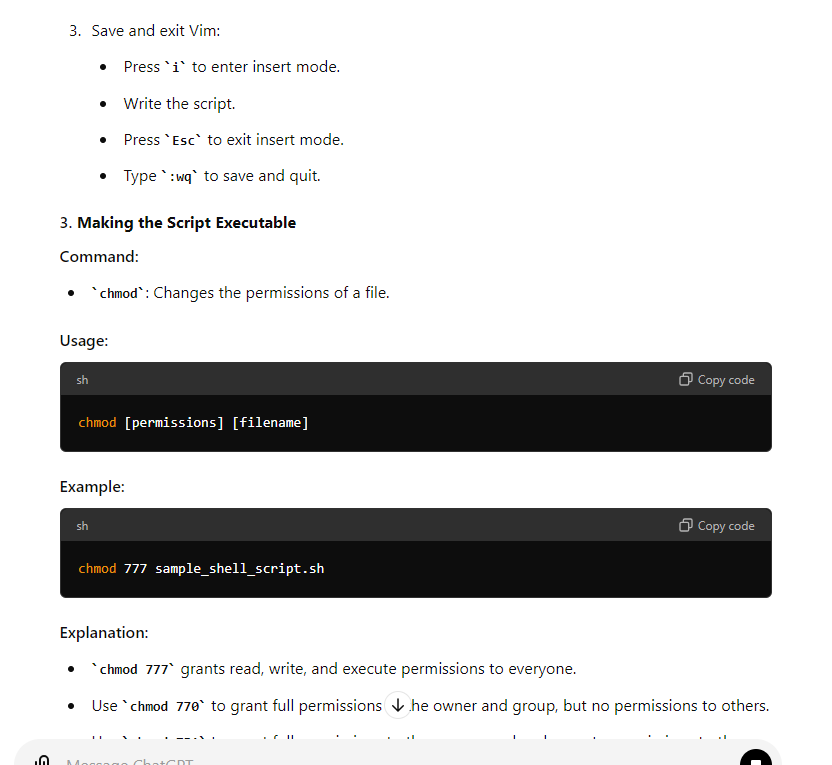 3. Save and exit Vim:
• Press `i` to enter insert mode.
• Write the script.
• Press `Esc` to exit insert mode.
• Type `:wq` to save and quit.
3. Making the Script Executable
Command:
• `chmod`: Changes the permissions of a file.
Usage:
sh Copy code
chmod [permissions] [filename]
Example:
sh Copy code
chmod 777 sample_shell_script.sh
Explanation:
• `chmod 777` grants read, write, and execute permissions to everyone.
• Use `chmod 770` to grant full permissions he owner and group, but no permissions to others.
Message ChatGPT